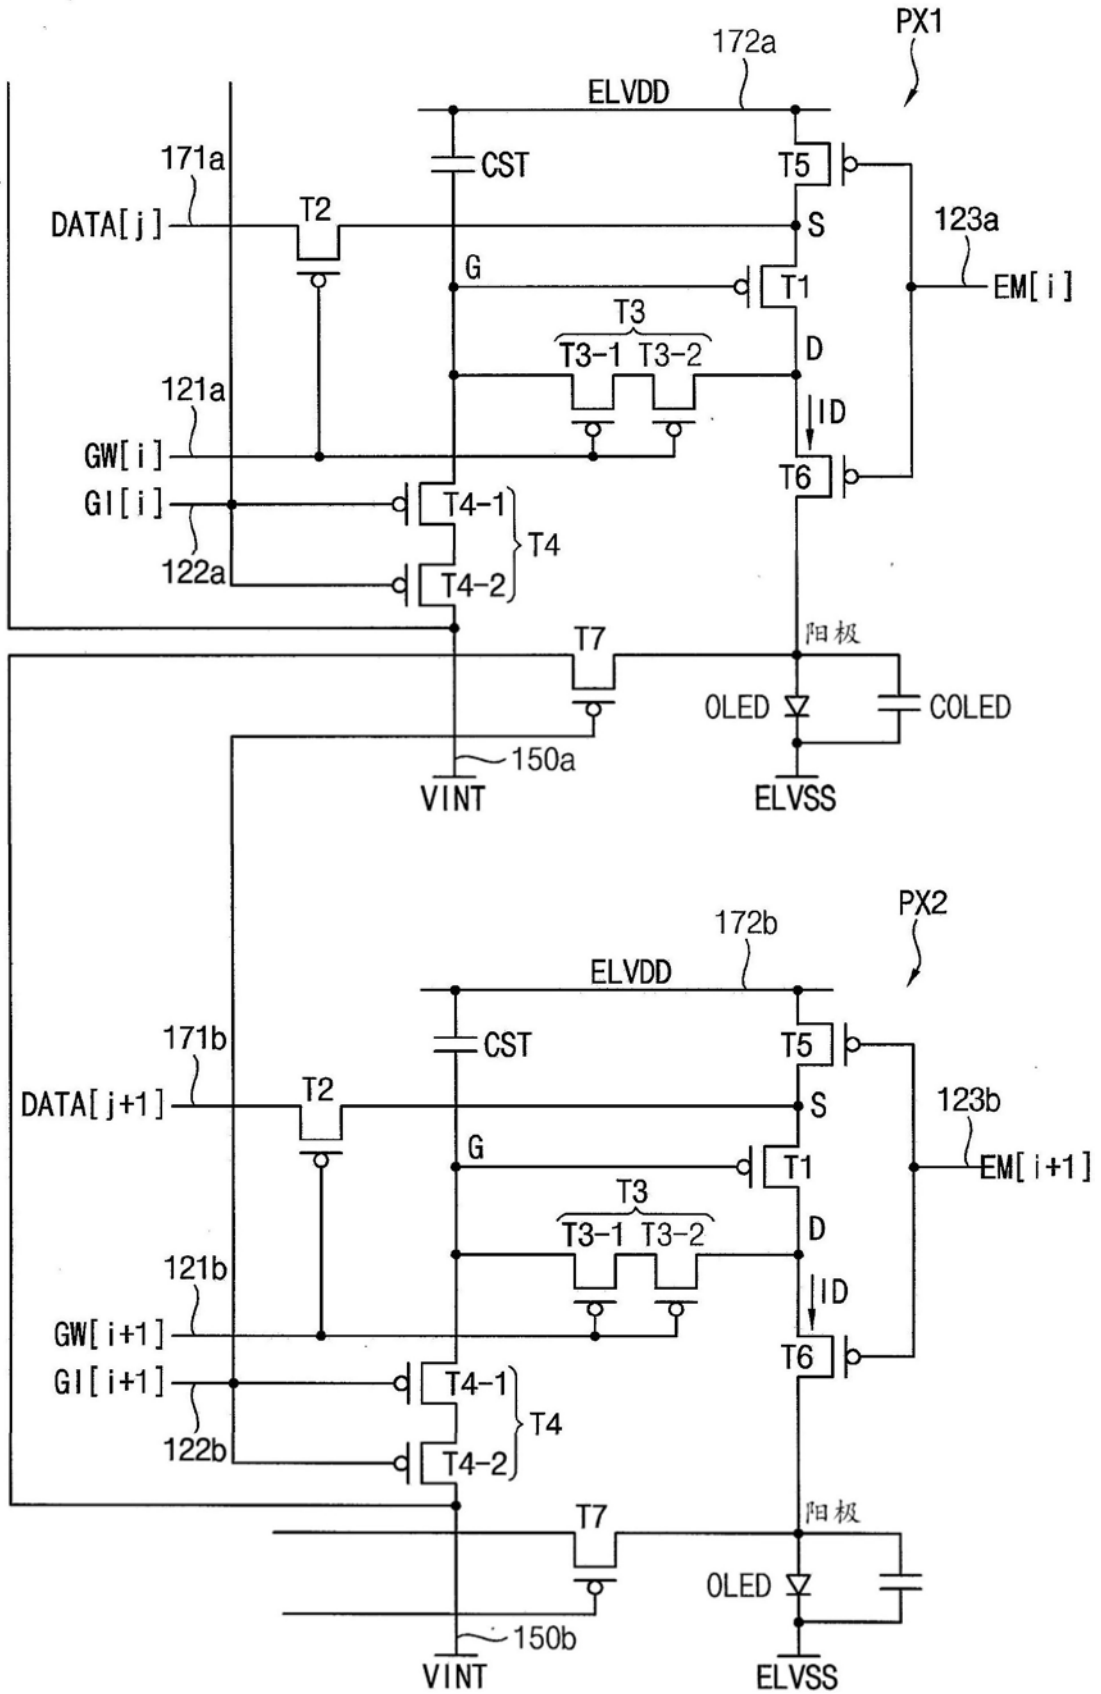 PX1
172a
ELVDD
171a
CST
T5
T2
DATA[j]
S
123a
G
T1
EM[i]
T3
T3-1 T3-2
D
121a
ID
GW[i]
T6
GI[i]
T4-1
T4
122a
T4-2
T7
阳极
OLED
COLED
150a
VINT
ELVSS
PX2
172b
ELVDD
171b
CST
T5
T2
DATA[j+1]
S
123b
G
T1
EM[i+1]
T3
T3-1 T3-2
D
121b
ID
GW[i+1]
T6
GI[i+1]
T4-1
T4
122b
T4-2
T7
阳极
OLED
150b
VINT
ELVSS